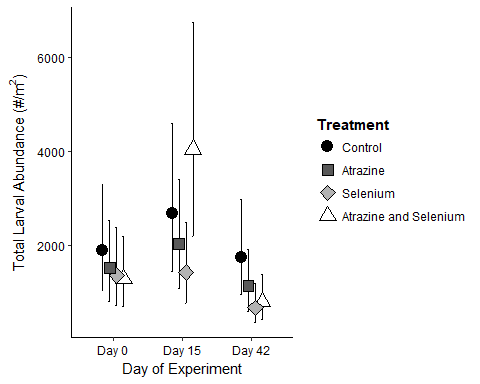 Total Larval Abundance (#/m²)
6000
4000
2000
Day 0
Day 15
Day 42
Day of Experiment
Treatment
Control
Atrazine
Selenium
Atrazine and Selenium